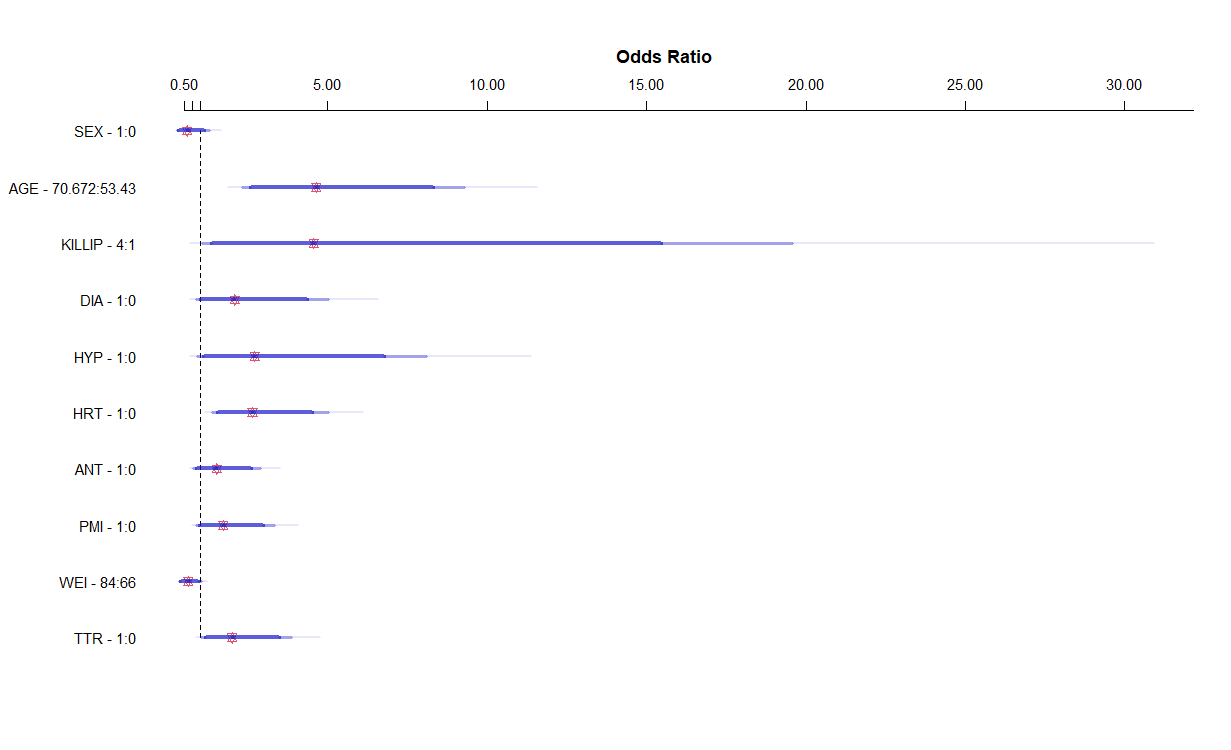 Odds Ratio
0.50 5.00 10.00 15.00 20.00 25.00 30.00
SEX - 1:0
AGE - 70.672:53.43
KILLIP - 4:1
DIA - 1:0
HYP - 1:0
HRT - 1:0
ANT - 1:0
PMI - 1:0
WEI - 84:66
TTR - 1:0